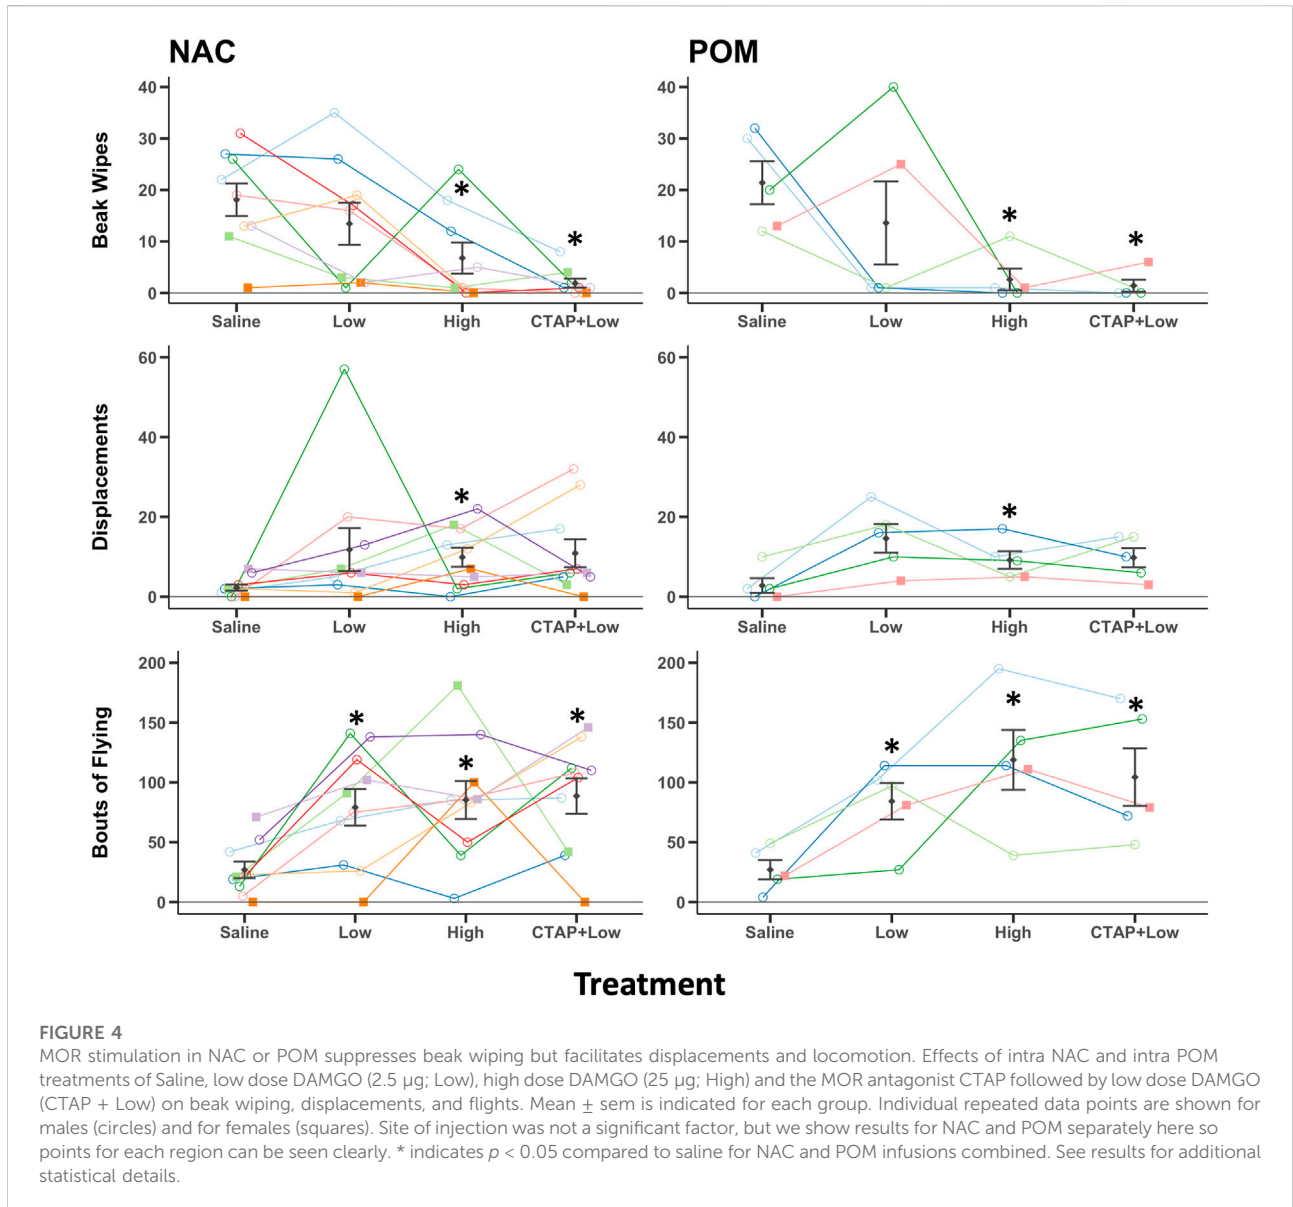 NAC
POM
Beak Wipes
40
30
20
10
0
*
*
Saline Low High CTAP+Low
40
30
20
10
0
*
*
Saline Low High CTAP+Low
Displacements
60
40
20
0
*
Saline Low High CTAP+Low
60
40
20
0
*
Saline Low High CTAP+Low
Bouts of Flying
200
150
100
50
0
*
*
*
Saline Low High CTAP+Low
200
150
100
50
0
*
*
*
Saline Low High CTAP+Low
Treatment
FIGURE 4
MOR stimulation in NAC or POM suppresses beak wiping but facilitates displacements and locomotion. Effects of intra NAC and intra POM
treatments of Saline, low dose DAMGO (2.5 μg; Low), high dose DAMGO (25 μg; High) and the MOR antagonist CTAP followed by low dose DAMGO
(CTAP + Low) on beak wiping, displacements, and flights. Mean ± sem is indicated for each group. Individual repeated data points are shown for
males (circles) and for females (squares). Site of injection was not a significant factor, but we show results for NAC and POM separately here so
points for each region can be seen clearly. * indicates p < 0.05 compared to saline for NAC and POM infusions combined. See results for additional
statistical details.